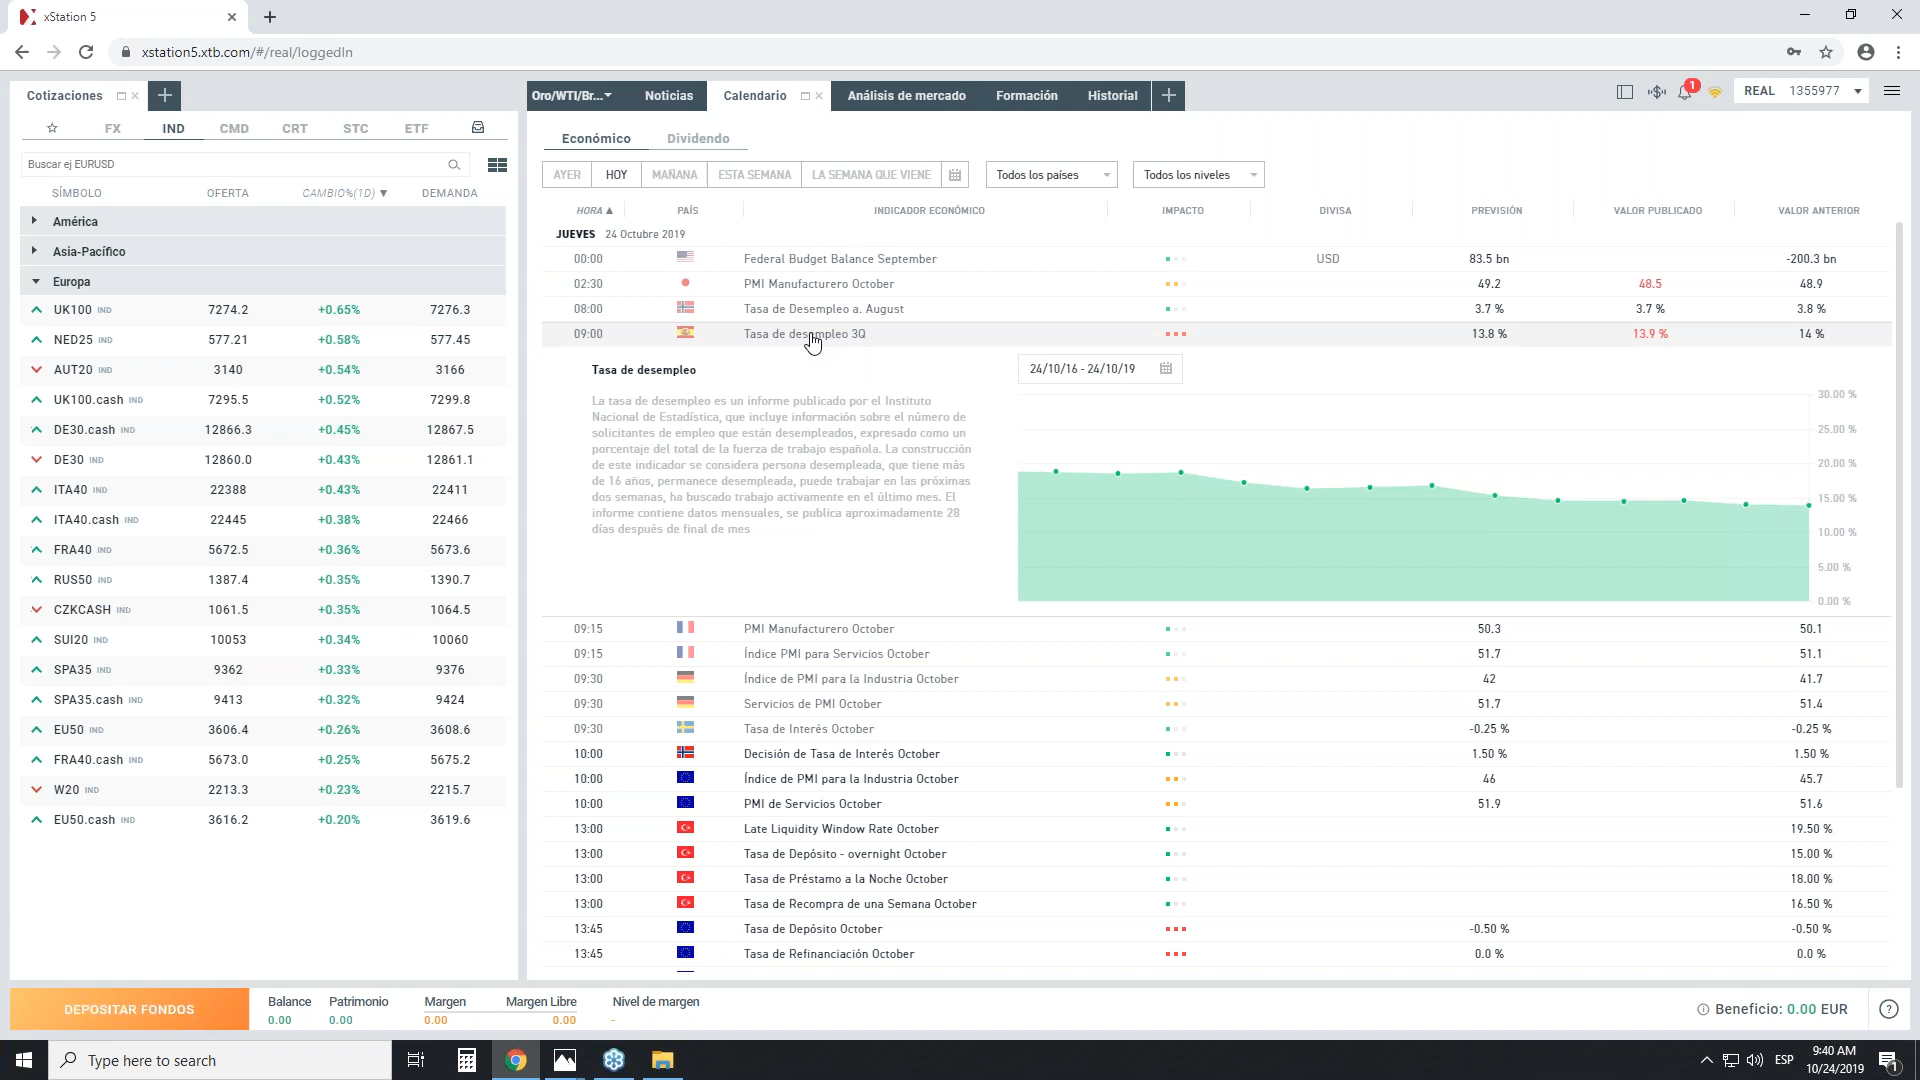 xStation 5
xstation5.xtb.com/#/real/loggedIn
Cotizaciones
Oro/WTI/Br... Noticias Calendario Análisis de mercado Formación Historial
1 REAL 1355977
FX IND CMD CRT STC ETF
Buscar ej EURUSD
SÍMBOLO OFERTA CAMBIO%(1D) DEMANDA
América
Asia-Pacífico
Europa
UK100 IND 7274.2 +0.65% 7276.3
NED25 IND 577.21 +0.58% 577.45
AUT20 IND 3140 +0.54% 3166
UK100.cash IND 7295.5 +0.52% 7299.8
DE30.cash IND 12866.3 +0.45% 12867.5
DE30 IND 12860.0 +0.43% 12861.1
ITA40 IND 22388 +0.43% 22411
ITA40.cash IND 22445 +0.38% 22466
FRA40 IND 5672.5 +0.36% 5673.6
RUS50 IND 1387.4 +0.35% 1390.7
CZKCASH IND 1061.5 +0.35% 1064.5
SUI20 IND 10053 +0.34% 10060
SPA35 IND 9362 +0.33% 9376
SPA35.cash IND 9413 +0.32% 9424
EU50 IND 3606.4 +0.26% 3608.6
FRA40.cash IND 5673.0 +0.25% 5675.2
W20 IND 2213.3 +0.23% 2215.7
EU50.cash IND 3616.2 +0.20% 3619.6
Económico Dividendo
AYER HOY MAÑANA ESTA SEMANA LA SEMANA QUE VIENE Todos los países Todos los niveles
HORA PAÍS INDICADOR ECONÓMICO IMPACTO DIVISA PREVISIÓN VALOR PUBLICADO VALOR ANTERIOR
JUEVES 24 Octubre 2019
00:00 Federal Budget Balance September USD 83.5 bn -200.3 bn
02:30 PMI Manufacturero October 49.2 48.5 48.9
08:00 Tasa de Desempleo a. August 3.7 % 3.7 % 3.8 %
09:00 Tasa de desempleo 3Q 13.8 % 13.9 % 14 %
Tasa de desempleo
La tasa de desempleo es un informe publicado por el Instituto
Nacional de Estadística, que incluye información sobre el número de
solicitantes de empleo que están desempleados, expresado como un
porcentaje del total de la fuerza de trabajo española. La construcción
de este indicador se considera persona desempleada, que tiene más
de 16 años, permanece desempleada, puede trabajar en las próximas
dos semanas, ha buscado trabajo activamente en el último mes. El
informe contiene datos mensuales, se publica aproximadamente 28
días después de final de mes
24/10/16 - 24/10/19
30.00 %
25.00 %
20.00 %
15.00 %
10.00 %
5.00 %
0.00 %
09:15 PMI Manufacturero October 50.3 50.1
09:15 Índice PMI para Servicios October 51.7 51.1
09:30 Índice de PMI para la Industria October 42 41.7
09:30 Servicios de PMI October 51.7 51.4
09:30 Tasa de Interés October -0.25 % -0.25 %
10:00 Decisión de Tasa de Interés October 1.50 % 1.50 %
10:00 Índice de PMI para la Industria October 46 45.7
10:00 PMI de Servicios October 51.9 51.6
13:00 Late Liquidity Window Rate October 19.50 %
13:00 Tasa de Depósito - overnight October 15.00 %
13:00 Tasa de Préstamo a la Noche October 18.00 %
13:00 Tasa de Recompra de una Semana October 16.50 %
13:45 Tasa de Depósito October -0.50 % -0.50 %
13:45 Tasa de Refinanciación October 0.0 % 0.0 %
DEPOSITAR FONDOS
Balance Patrimonio Margen Margen Libre Nivel de margen
0.00 0.00 0.00 0.00 -
Beneficio: 0.00 EUR
Type here to search
ESP
9:40 AM
10/24/2019
1